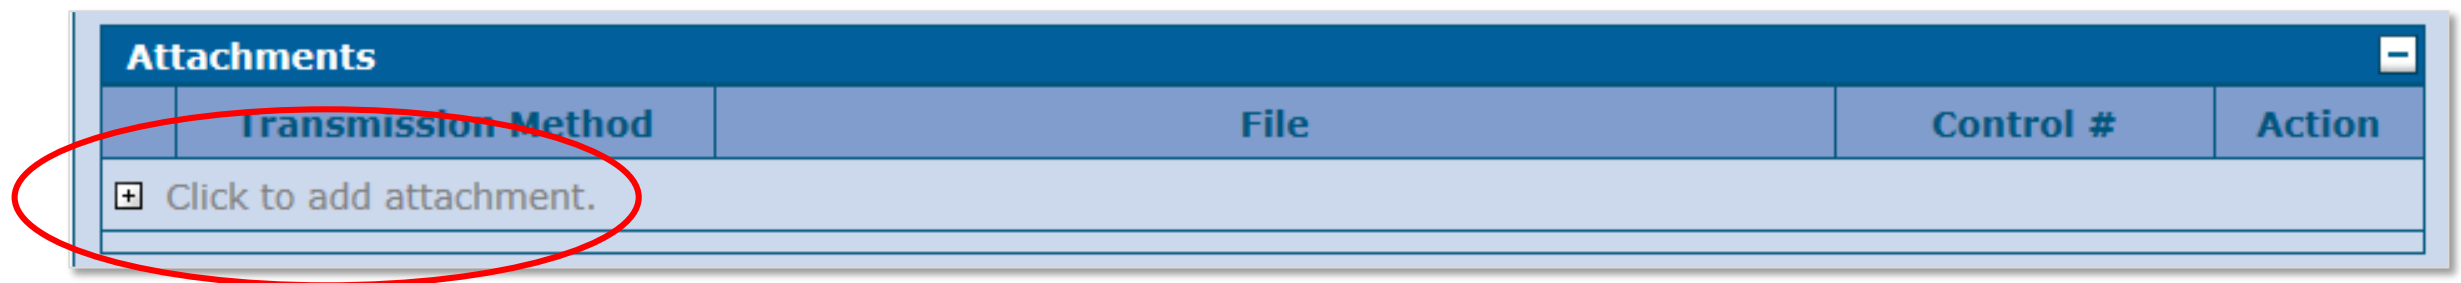 Attachments
Transmission Method File Control # Action
Click to add attachment.